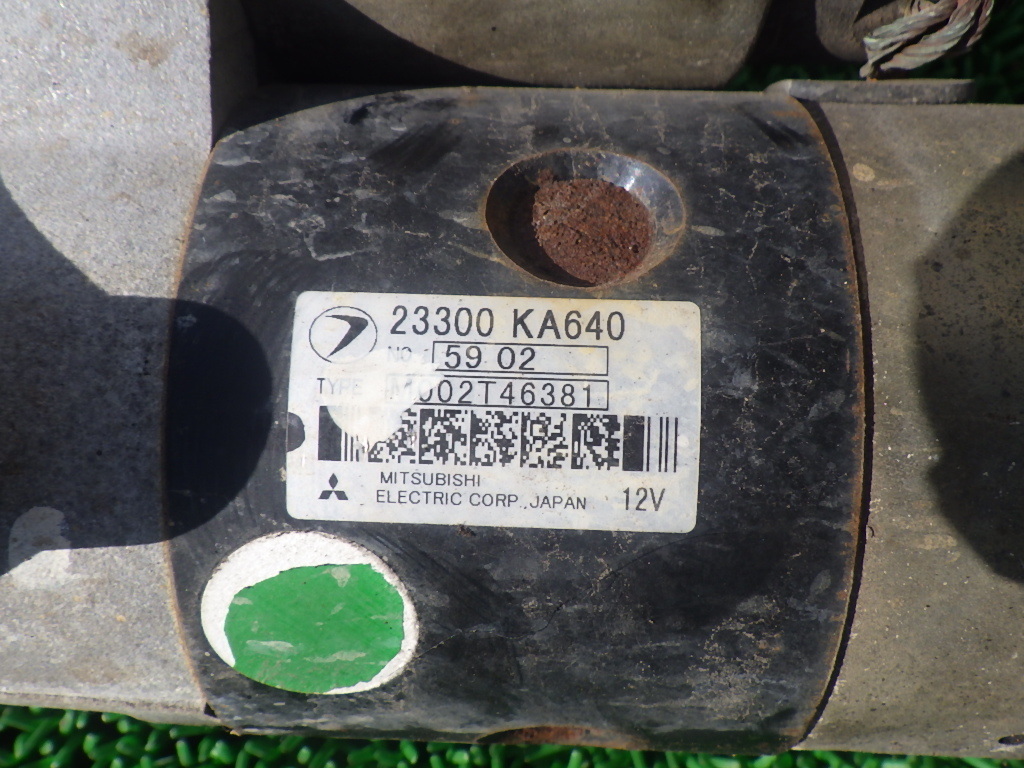 23300 KA640
NO. 59 02
TYPE M002T46381
MITSUBISHI
ELECTRIC CORP., JAPAN 12V